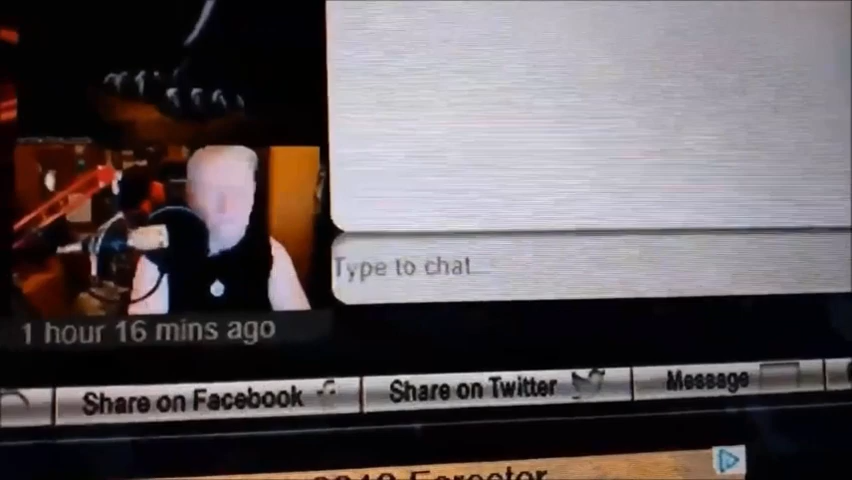 Type to chat...
1 hour 16 mins ago
Share on Facebook
Share on Twitter
Message